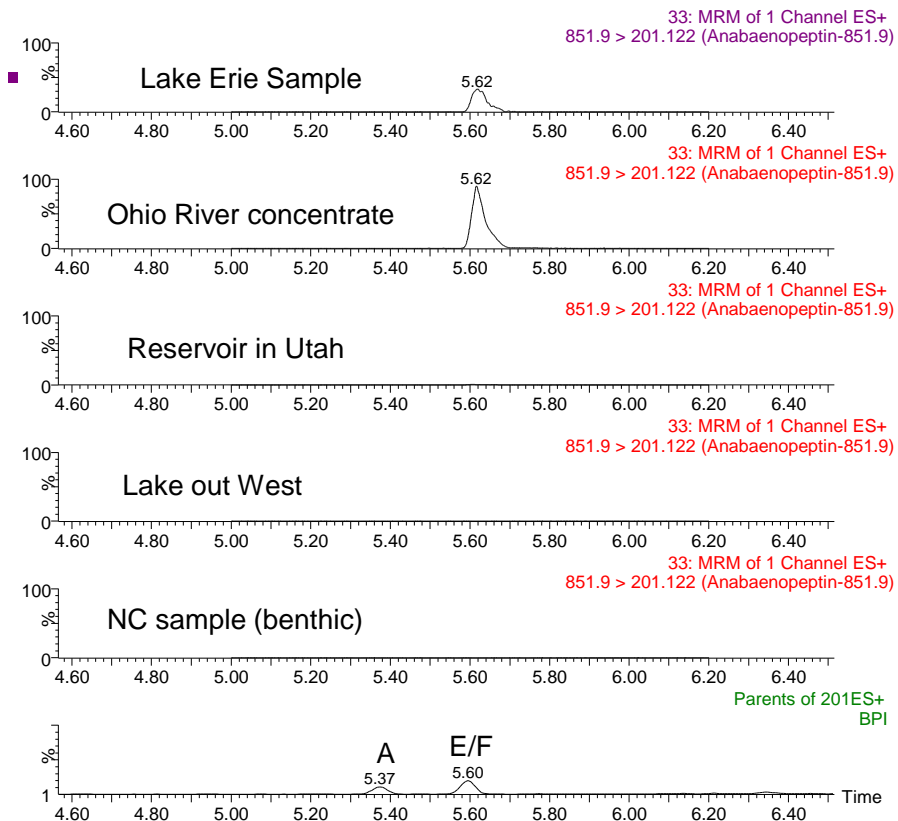 33: MRM of 1 Channel ES+
851.9 > 201.122 (Anabaenopeptin-851.9)
100
%
0
Lake Erie Sample
5.62
4.60 4.80 5.00 5.20 5.40 5.60 5.80 6.00 6.20 6.40
33: MRM of 1 Channel ES+
851.9 > 201.122 (Anabaenopeptin-851.9)
100
%
0
Ohio River concentrate
5.62
4.60 4.80 5.00 5.20 5.40 5.60 5.80 6.00 6.20 6.40
33: MRM of 1 Channel ES+
851.9 > 201.122 (Anabaenopeptin-851.9)
100
%
0
Reservoir in Utah
4.60 4.80 5.00 5.20 5.40 5.60 5.80 6.00 6.20 6.40
33: MRM of 1 Channel ES+
851.9 > 201.122 (Anabaenopeptin-851.9)
100
%
0
Lake out West
4.60 4.80 5.00 5.20 5.40 5.60 5.80 6.00 6.20 6.40
33: MRM of 1 Channel ES+
851.9 > 201.122 (Anabaenopeptin-851.9)
100
%
0
NC sample (benthic)
4.60 4.80 5.00 5.20 5.40 5.60 5.80 6.00 6.20 6.40
Parents of 201ES+
BPI
%
1
A
5.37
E/F
5.60
Time
4.60 4.80 5.00 5.20 5.40 5.60 5.80 6.00 6.20 6.40